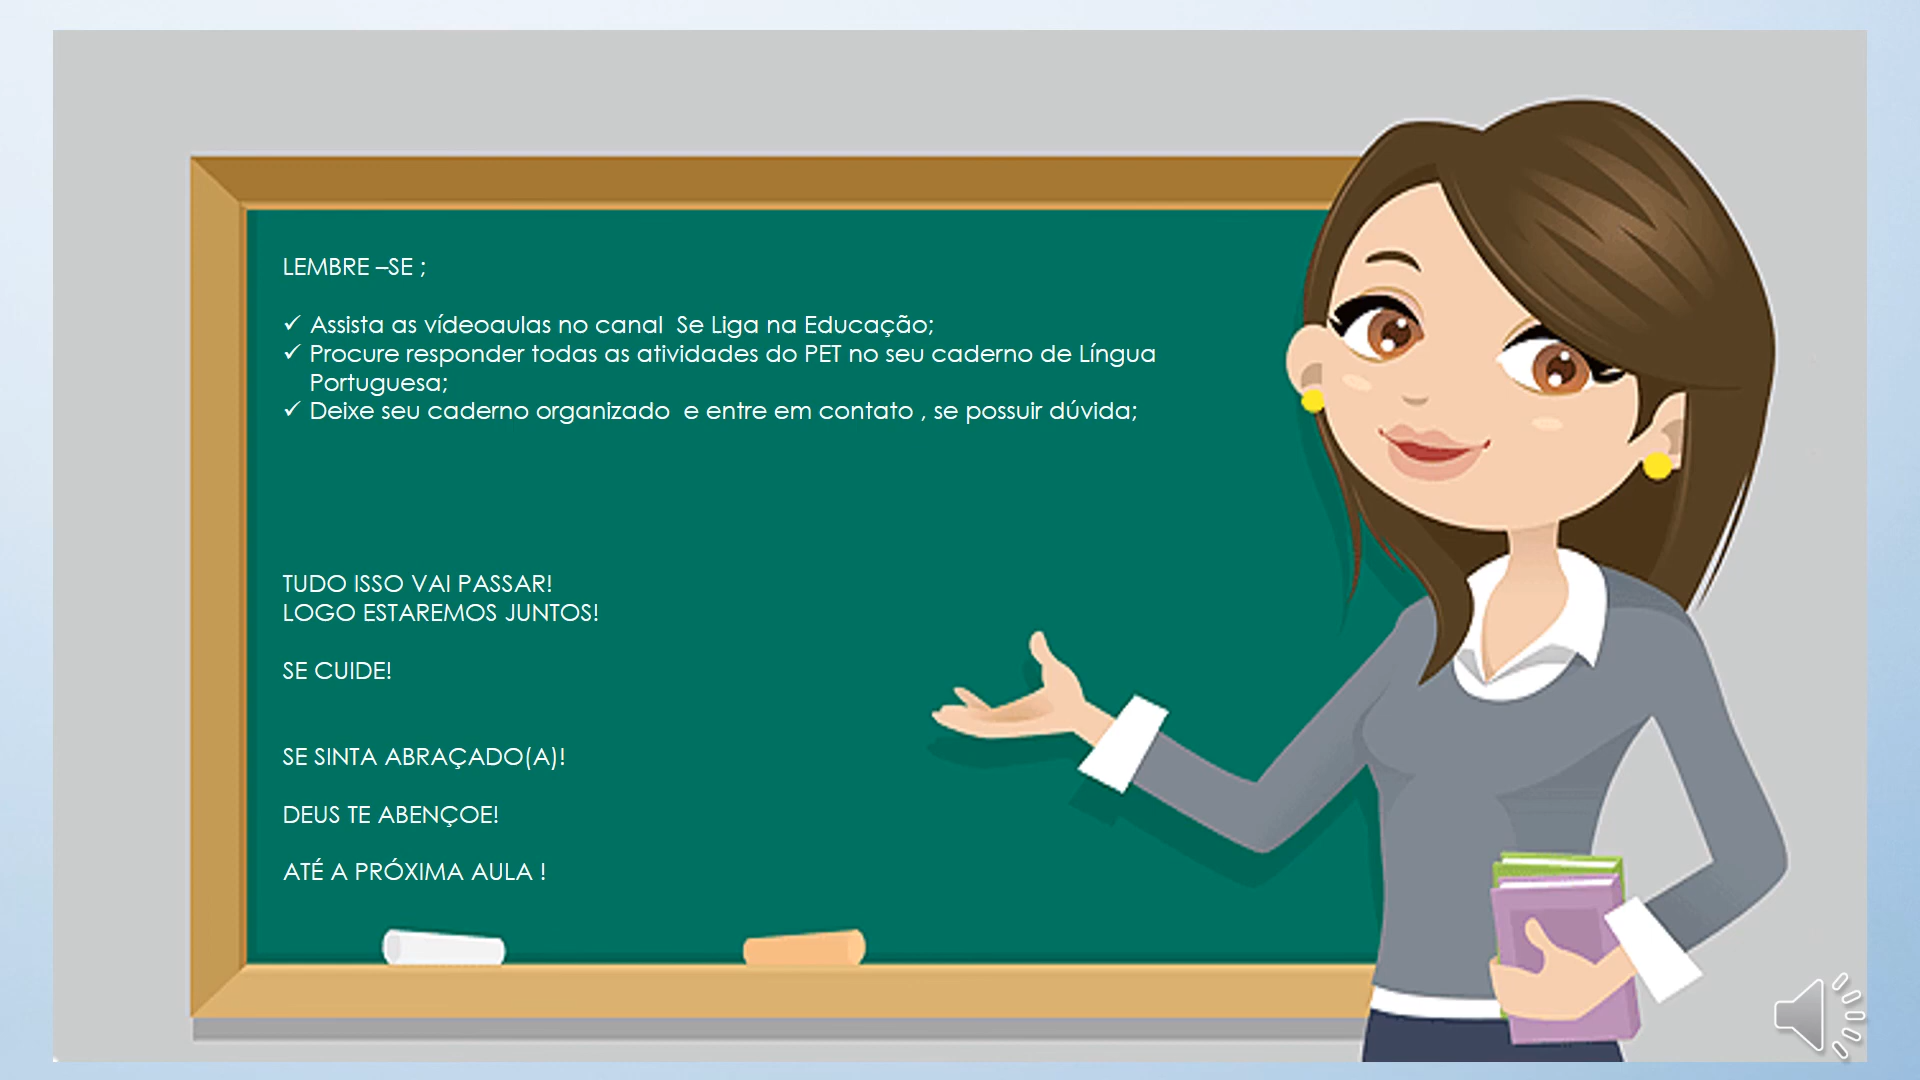 LEMBRE –SE ;
✓ Assista as vídeoaulas no canal  Se Liga na Educação;
✓ Procure responder todas as atividades do PET no seu caderno de Língua
Portuguesa;
✓ Deixe seu caderno organizado  e entre em contato , se possuir dúvida;
TUDO ISSO VAI PASSAR!
LOGO ESTAREMOS JUNTOS!
SE CUIDE!
SE SINTA ABRAÇADO(A)!
DEUS TE ABENÇOE!
ATÉ A PRÓXIMA AULA !